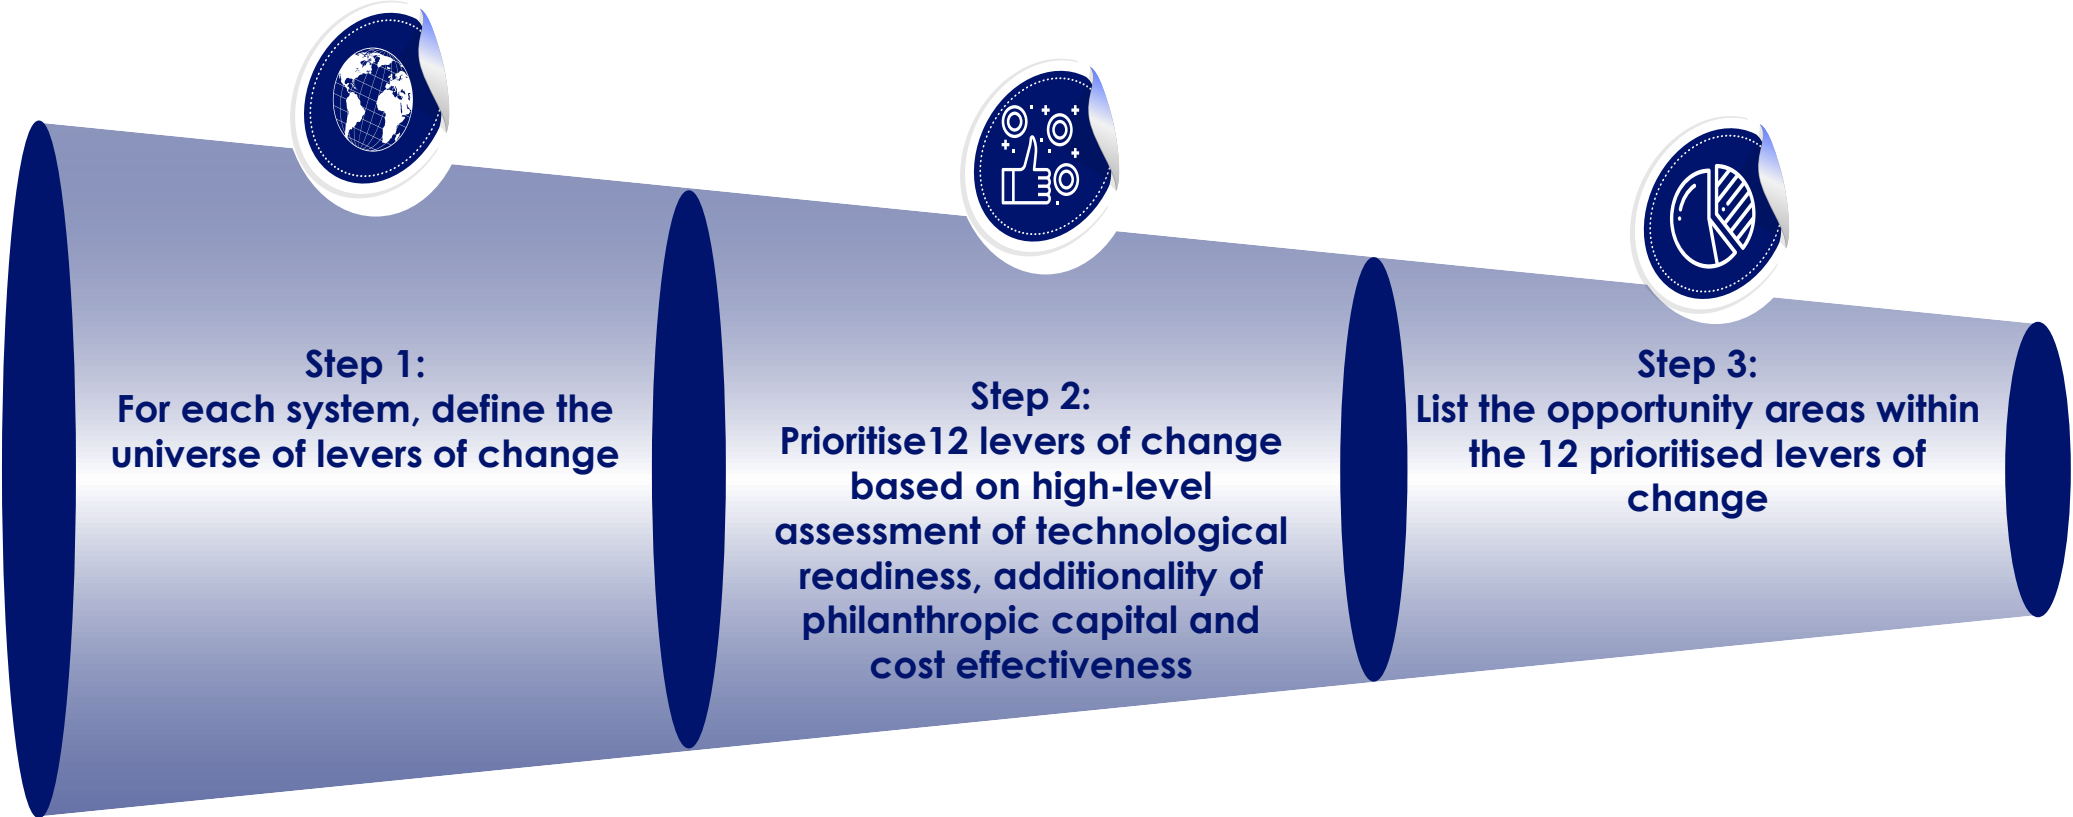 Step 1:
For each system, define the
universe of levers of change
Step 2:
Prioritise12 levers of change
based on high-level
assessment of technological
readiness, additionality of
philanthropic capital and
cost effectiveness
Step 3:
List the opportunity areas within
the 12 prioritised levers of
change